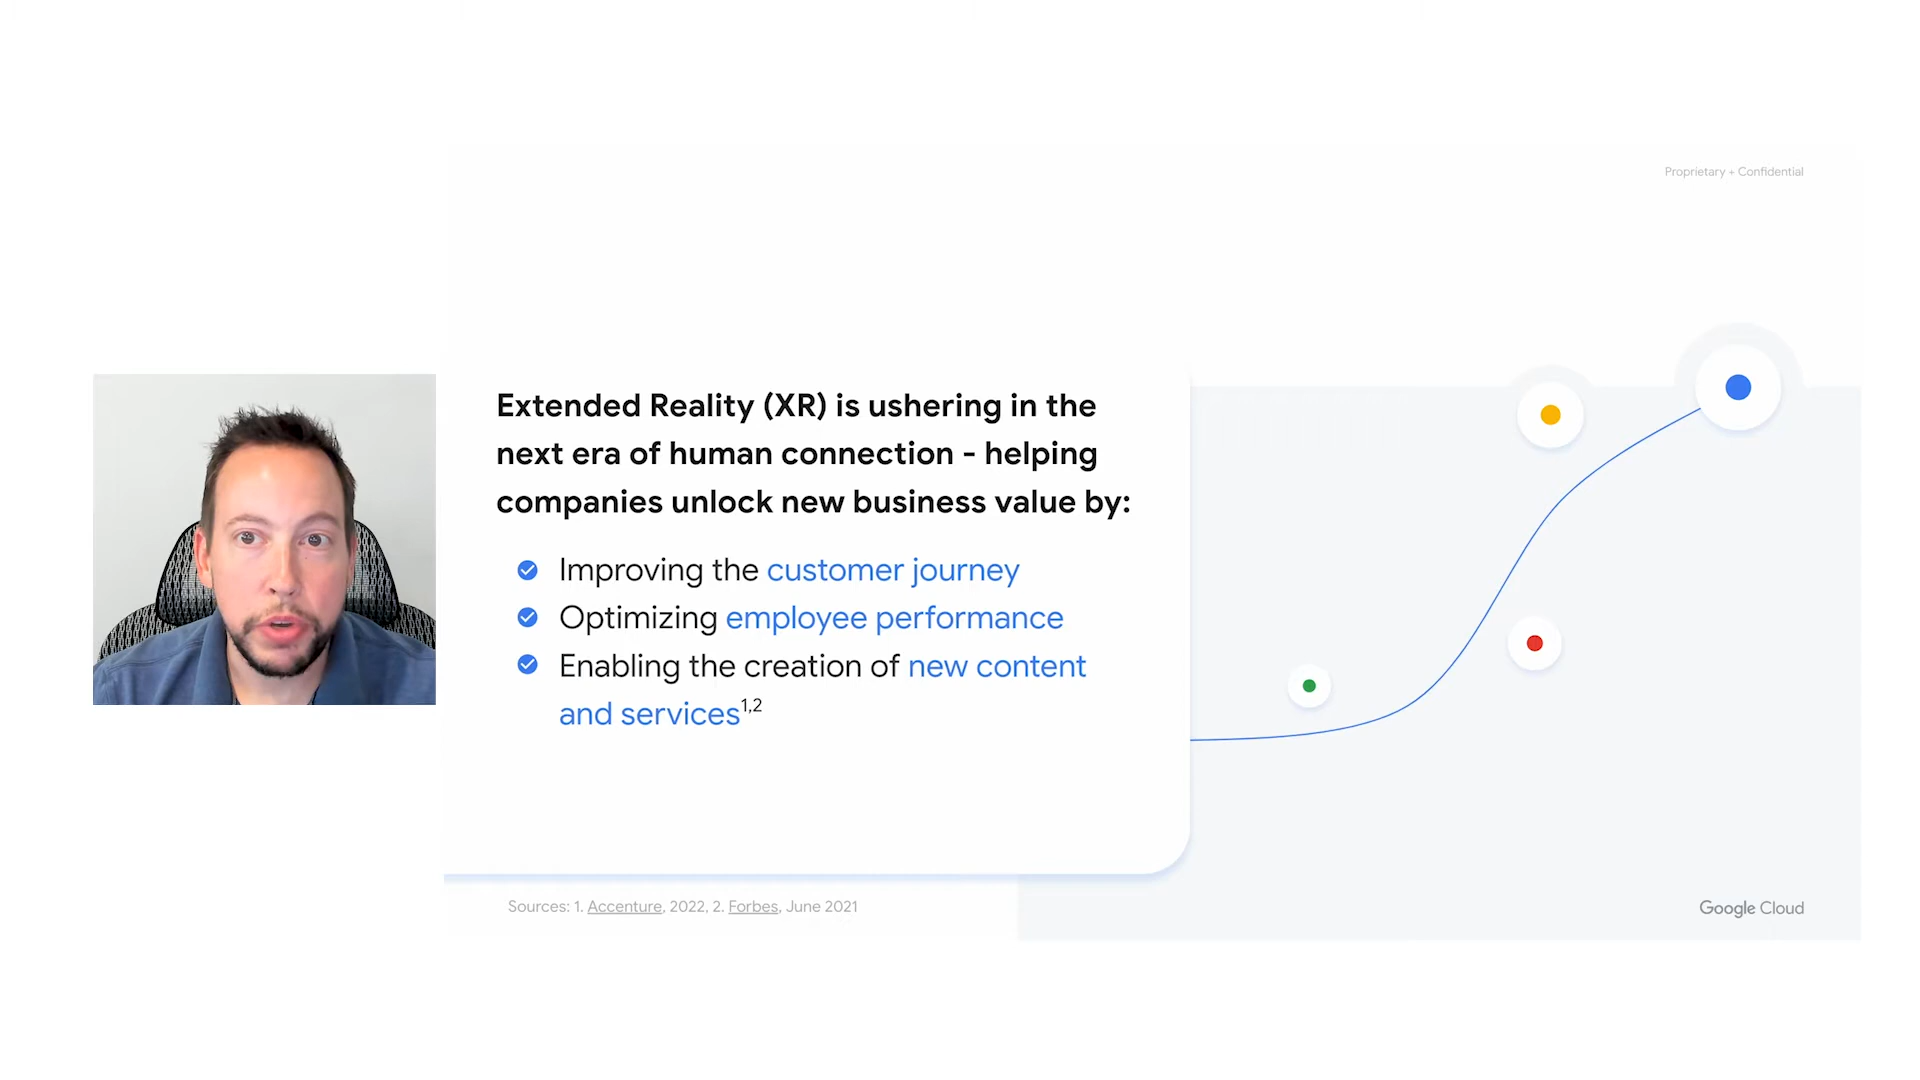 Proprietary + Confidential
Extended Reality (XR) is ushering in the
next era of human connection - helping
companies unlock new business value by:
Improving the customer journey
Optimizing employee performance
Enabling the creation of new content
and services1,2
Sources: 1. Accenture, 2022, 2. Forbes, June 2021
Google Cloud